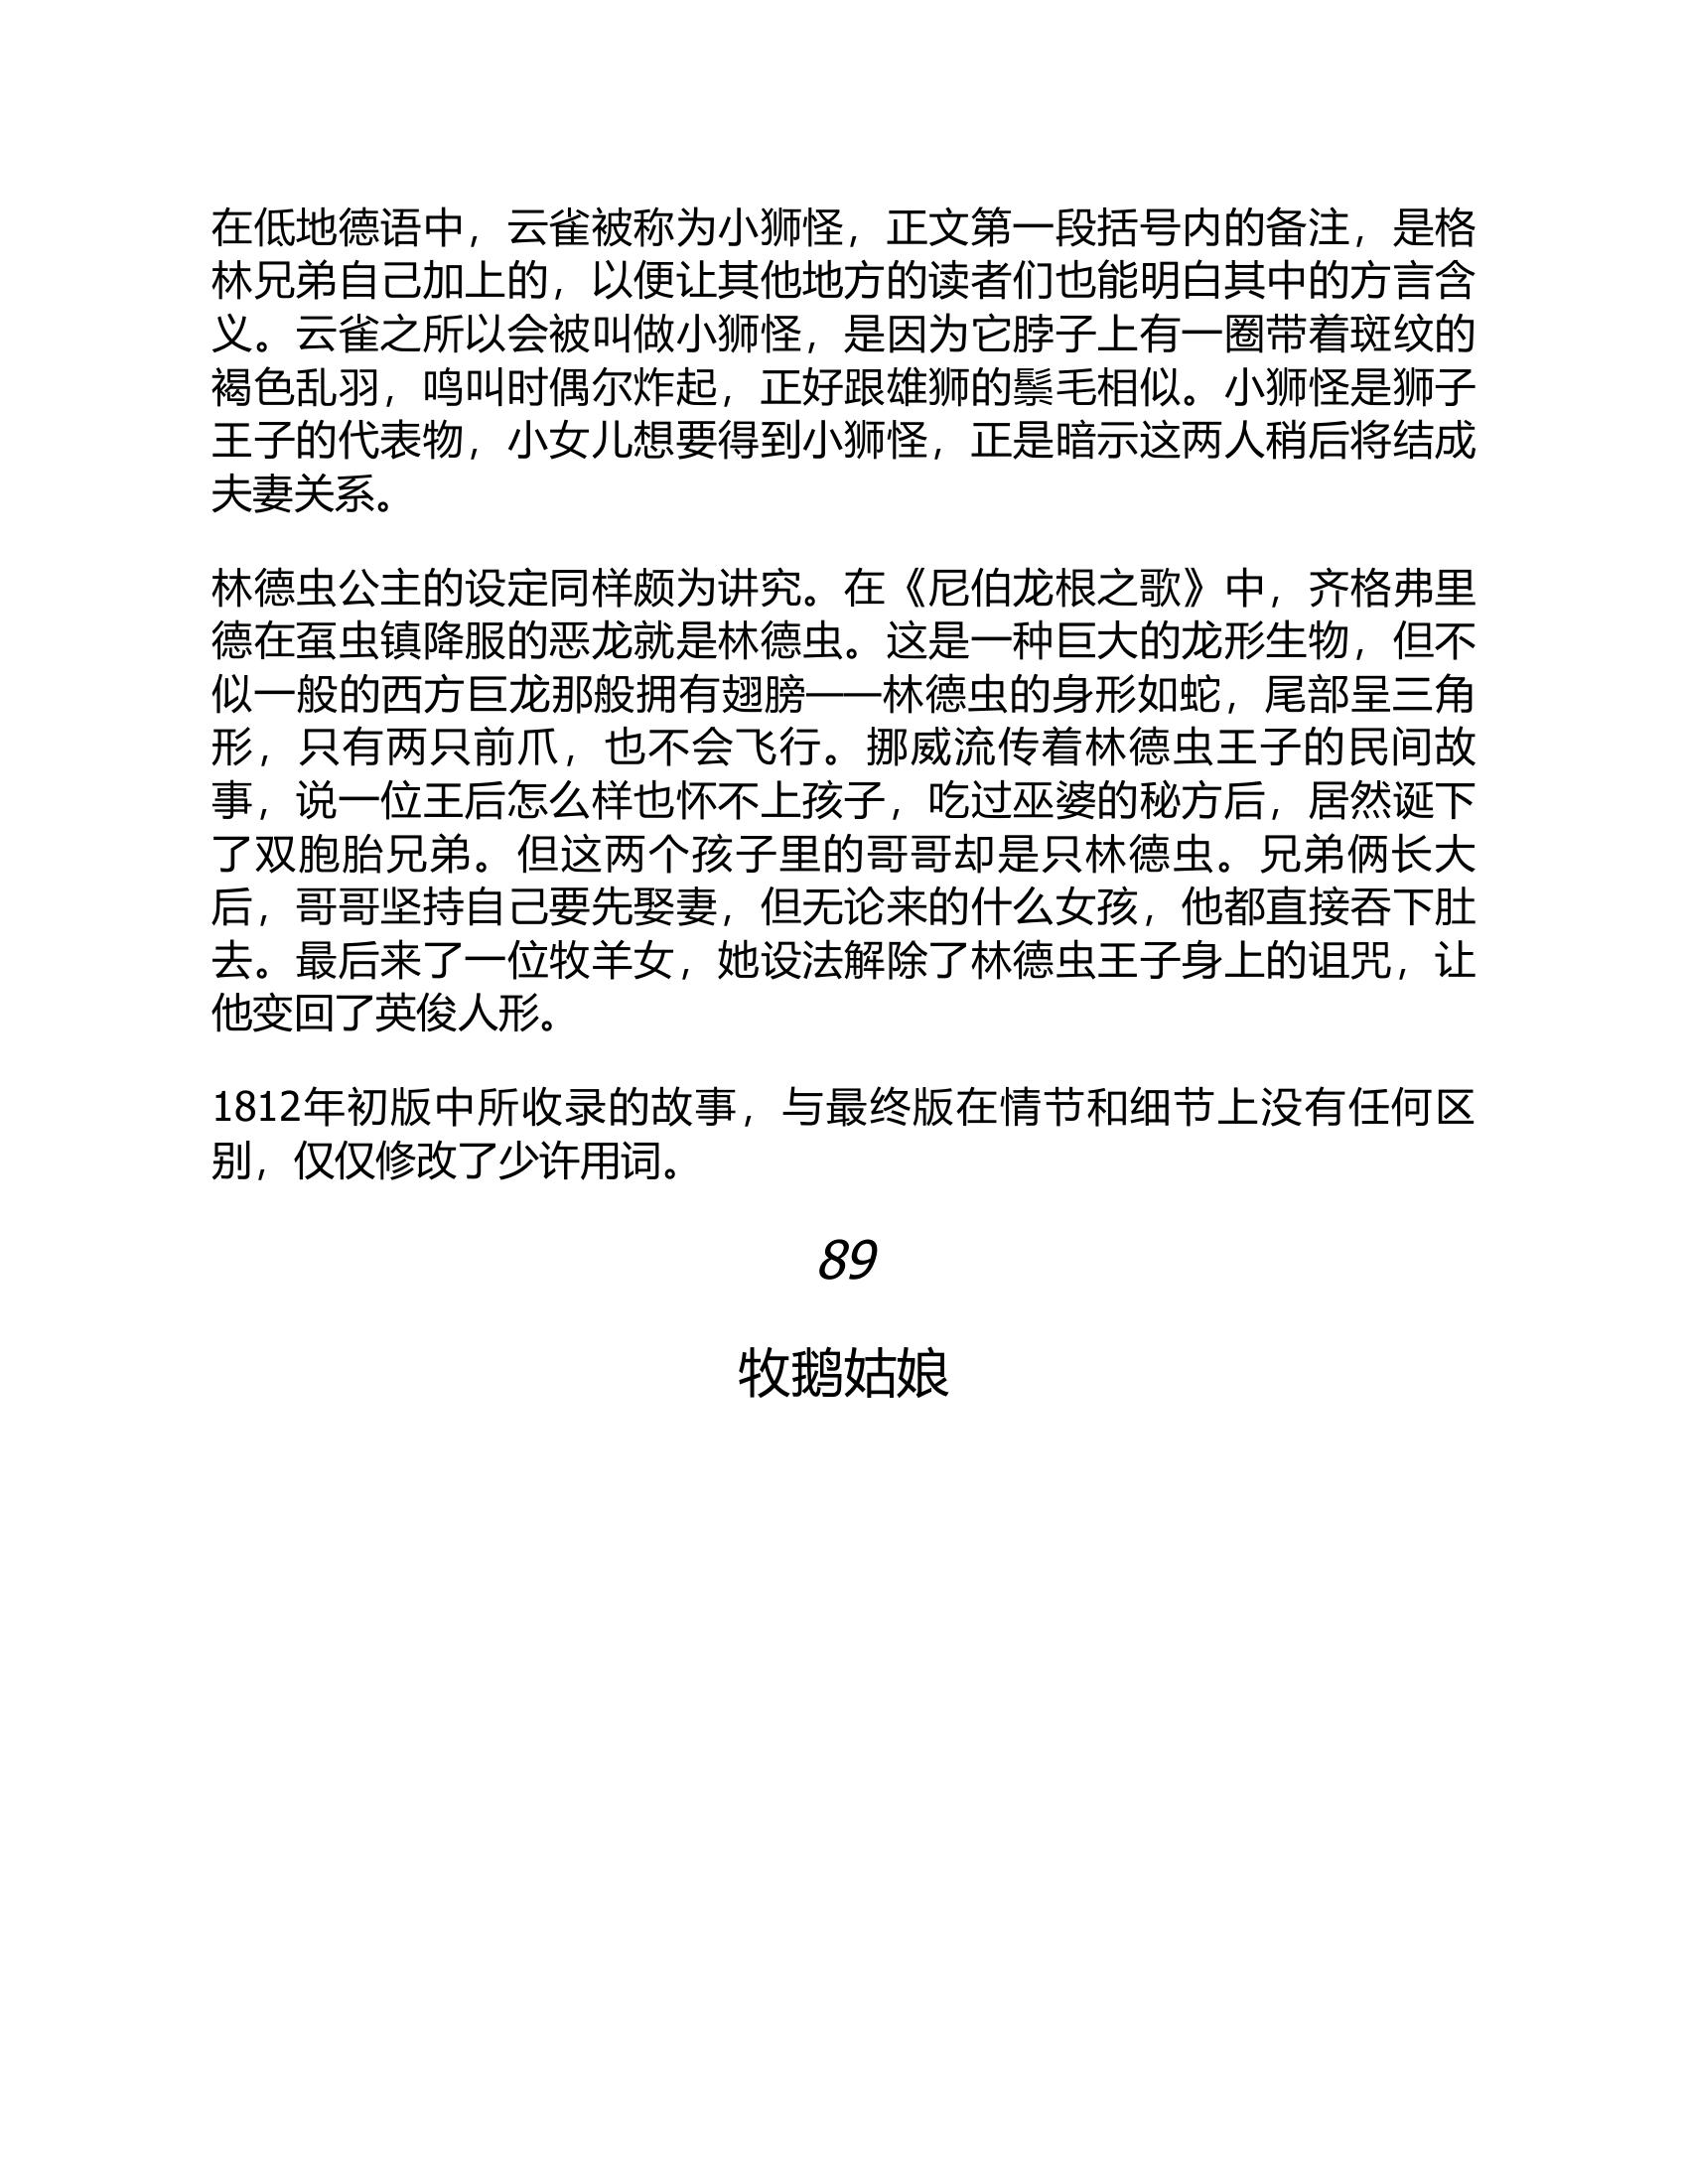 在低地德语中，云雀被称为小狮怪，正文第一段括号内的备注，是格
林兄弟自己加上的，以便让其他地方的读者们也能明白其中的方言含
义。云雀之所以会被叫做小狮怪，是因为它脖子上有一圈带着斑纹的
褐色乱羽，鸣叫时偶尔炸起，正好跟雄狮的鬃毛相似。小狮怪是狮子
王子的代表物，小女儿想要得到小狮怪，正是暗示这两人稍后将结成
夫妻关系。
林德虫公主的设定同样颇为讲究。在《尼伯龙根之歌》中，齐格弗里
德在虿虫镇降服的恶龙就是林德虫。这是一种巨大的龙形生物，但不
似一般的西方巨龙那般拥有翅膀——林德虫的身形如蛇，尾部呈三角
形，只有两只前爪，也不会飞行。挪威流传着林德虫王子的民间故
事，说一位王后怎么样也怀不上孩子，吃过巫婆的秘方后，居然诞下
了双胞胎兄弟。但这两个孩子里的哥哥却是只林德虫。兄弟俩长大
后，哥哥坚持自己要先娶妻，但无论来的什么女孩，他都直接吞下肚
去。最后来了一位牧羊女，她设法解除了林德虫王子身上的诅咒，让
他变回了英俊人形。
1812年初版中所收录的故事，与最终版在情节和细节上没有任何区
别，仅仅修改了少许用词。
89
牧鹅姑娘